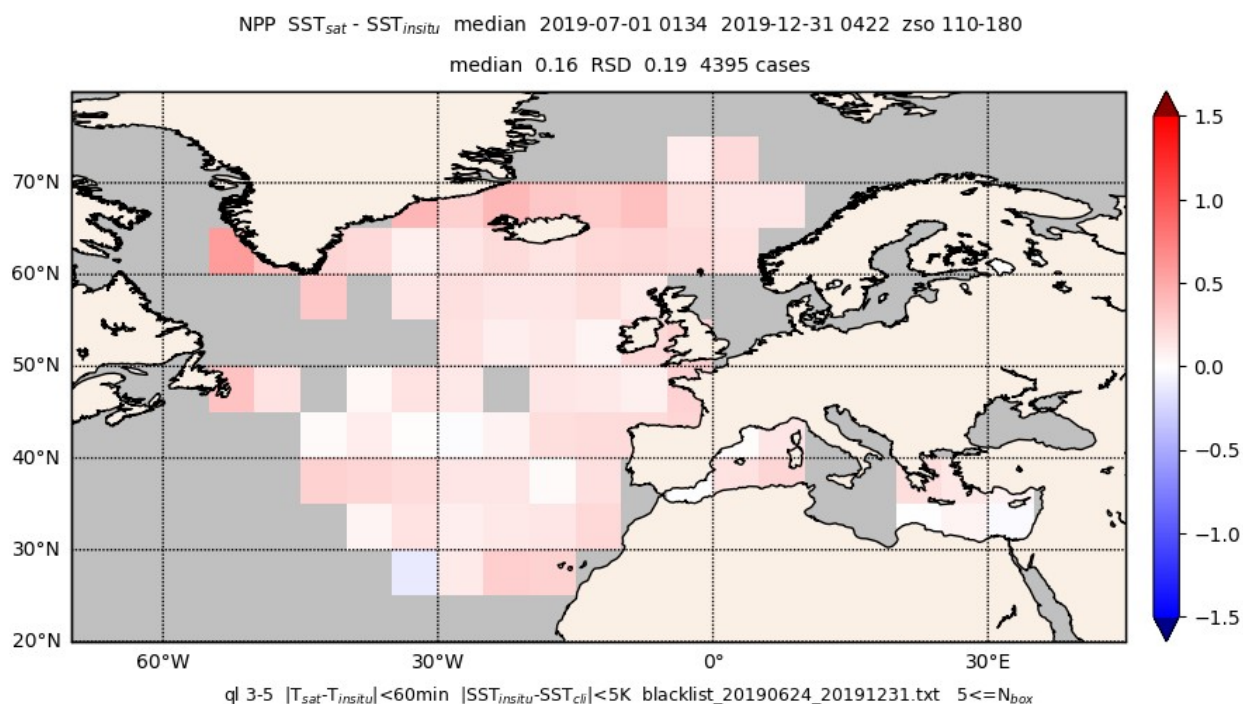 NPP SST_sat - SST_insitu median 2019-07-01 0134 2019-12-31 0422 zso 110-180
median 0.16 RSD 0.19 4395 cases
70°N
60°N
50°N
40°N
30°N
20°N
60°W 30°W 0° 30°E
1.5
1.0
0.5
0.0
−0.5
−1.0
−1.5
ql 3-5 |T_sat-T_insitu|<60min |SST_insitu-SST_cli|<5K blacklist_20190624_20191231.txt 5<=N_box